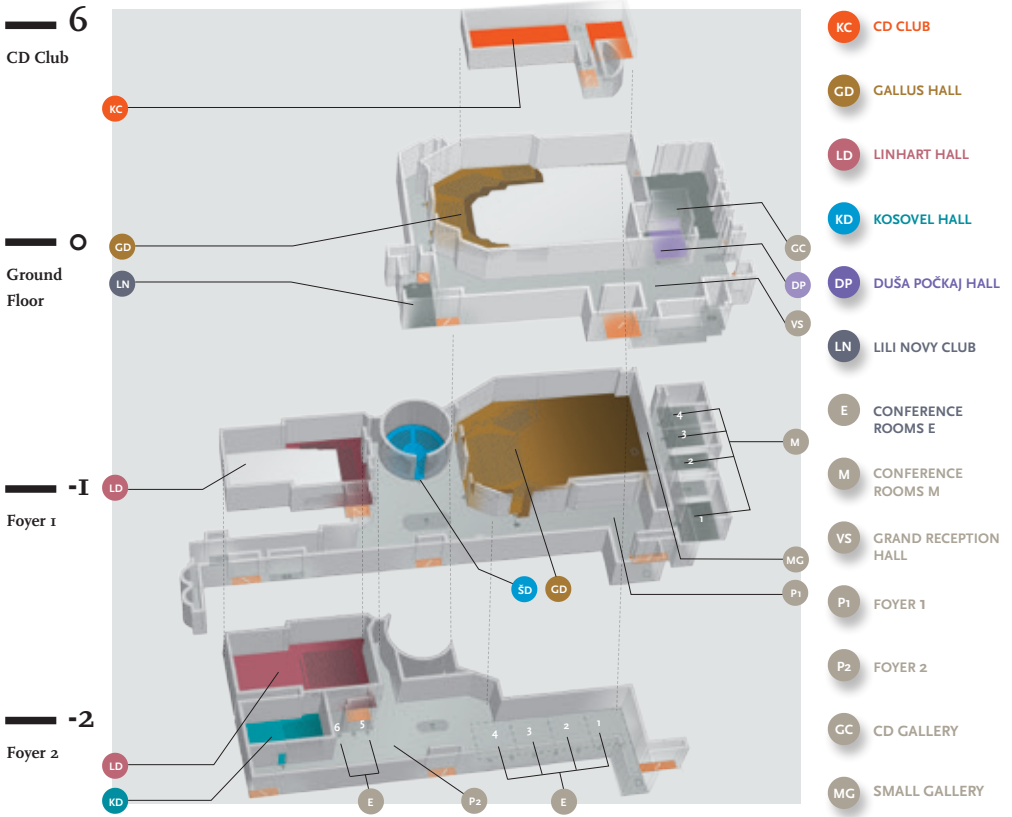 6
CD Club
KC
0
Ground
Floor
GD
LN
GC
DP
VS
-1
Foyer 1
LD
4
3
2
1
M
MG
P1
ŠD
GD
-2
Foyer 2
6
5
4
3
2
1
LD
KD
E
P2
E
KC CD CLUB
GD GALLUS HALL
LD LINHART HALL
KD KOSOVEL HALL
DP DUŠA POČKAJ HALL
LN LILI NOVY CLUB
E CONFERENCE
ROOMS E
M CONFERENCE
ROOMS M
VS GRAND RECEPTION
HALL
P1 FOYER 1
P2 FOYER 2
GC CD GALLERY
MG SMALL GALLERY